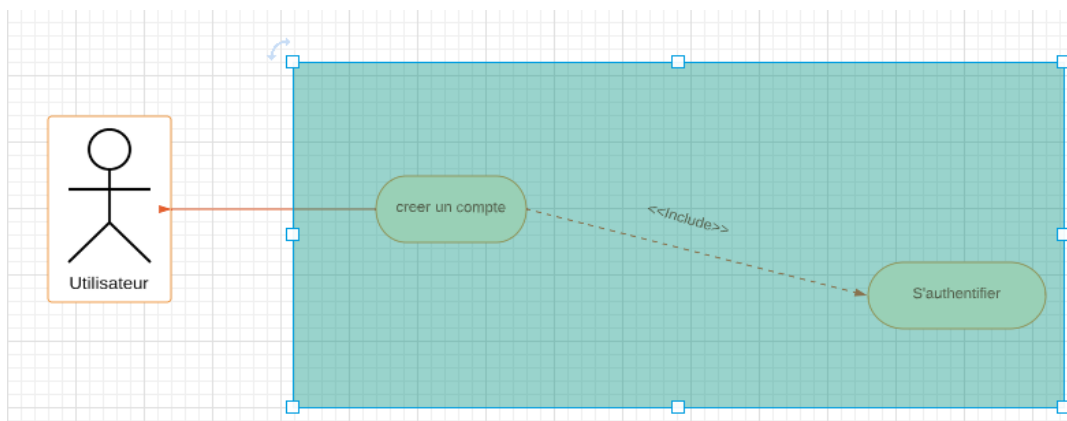 creer un compte
<<Include>>
Utilisateur
S'authentifier